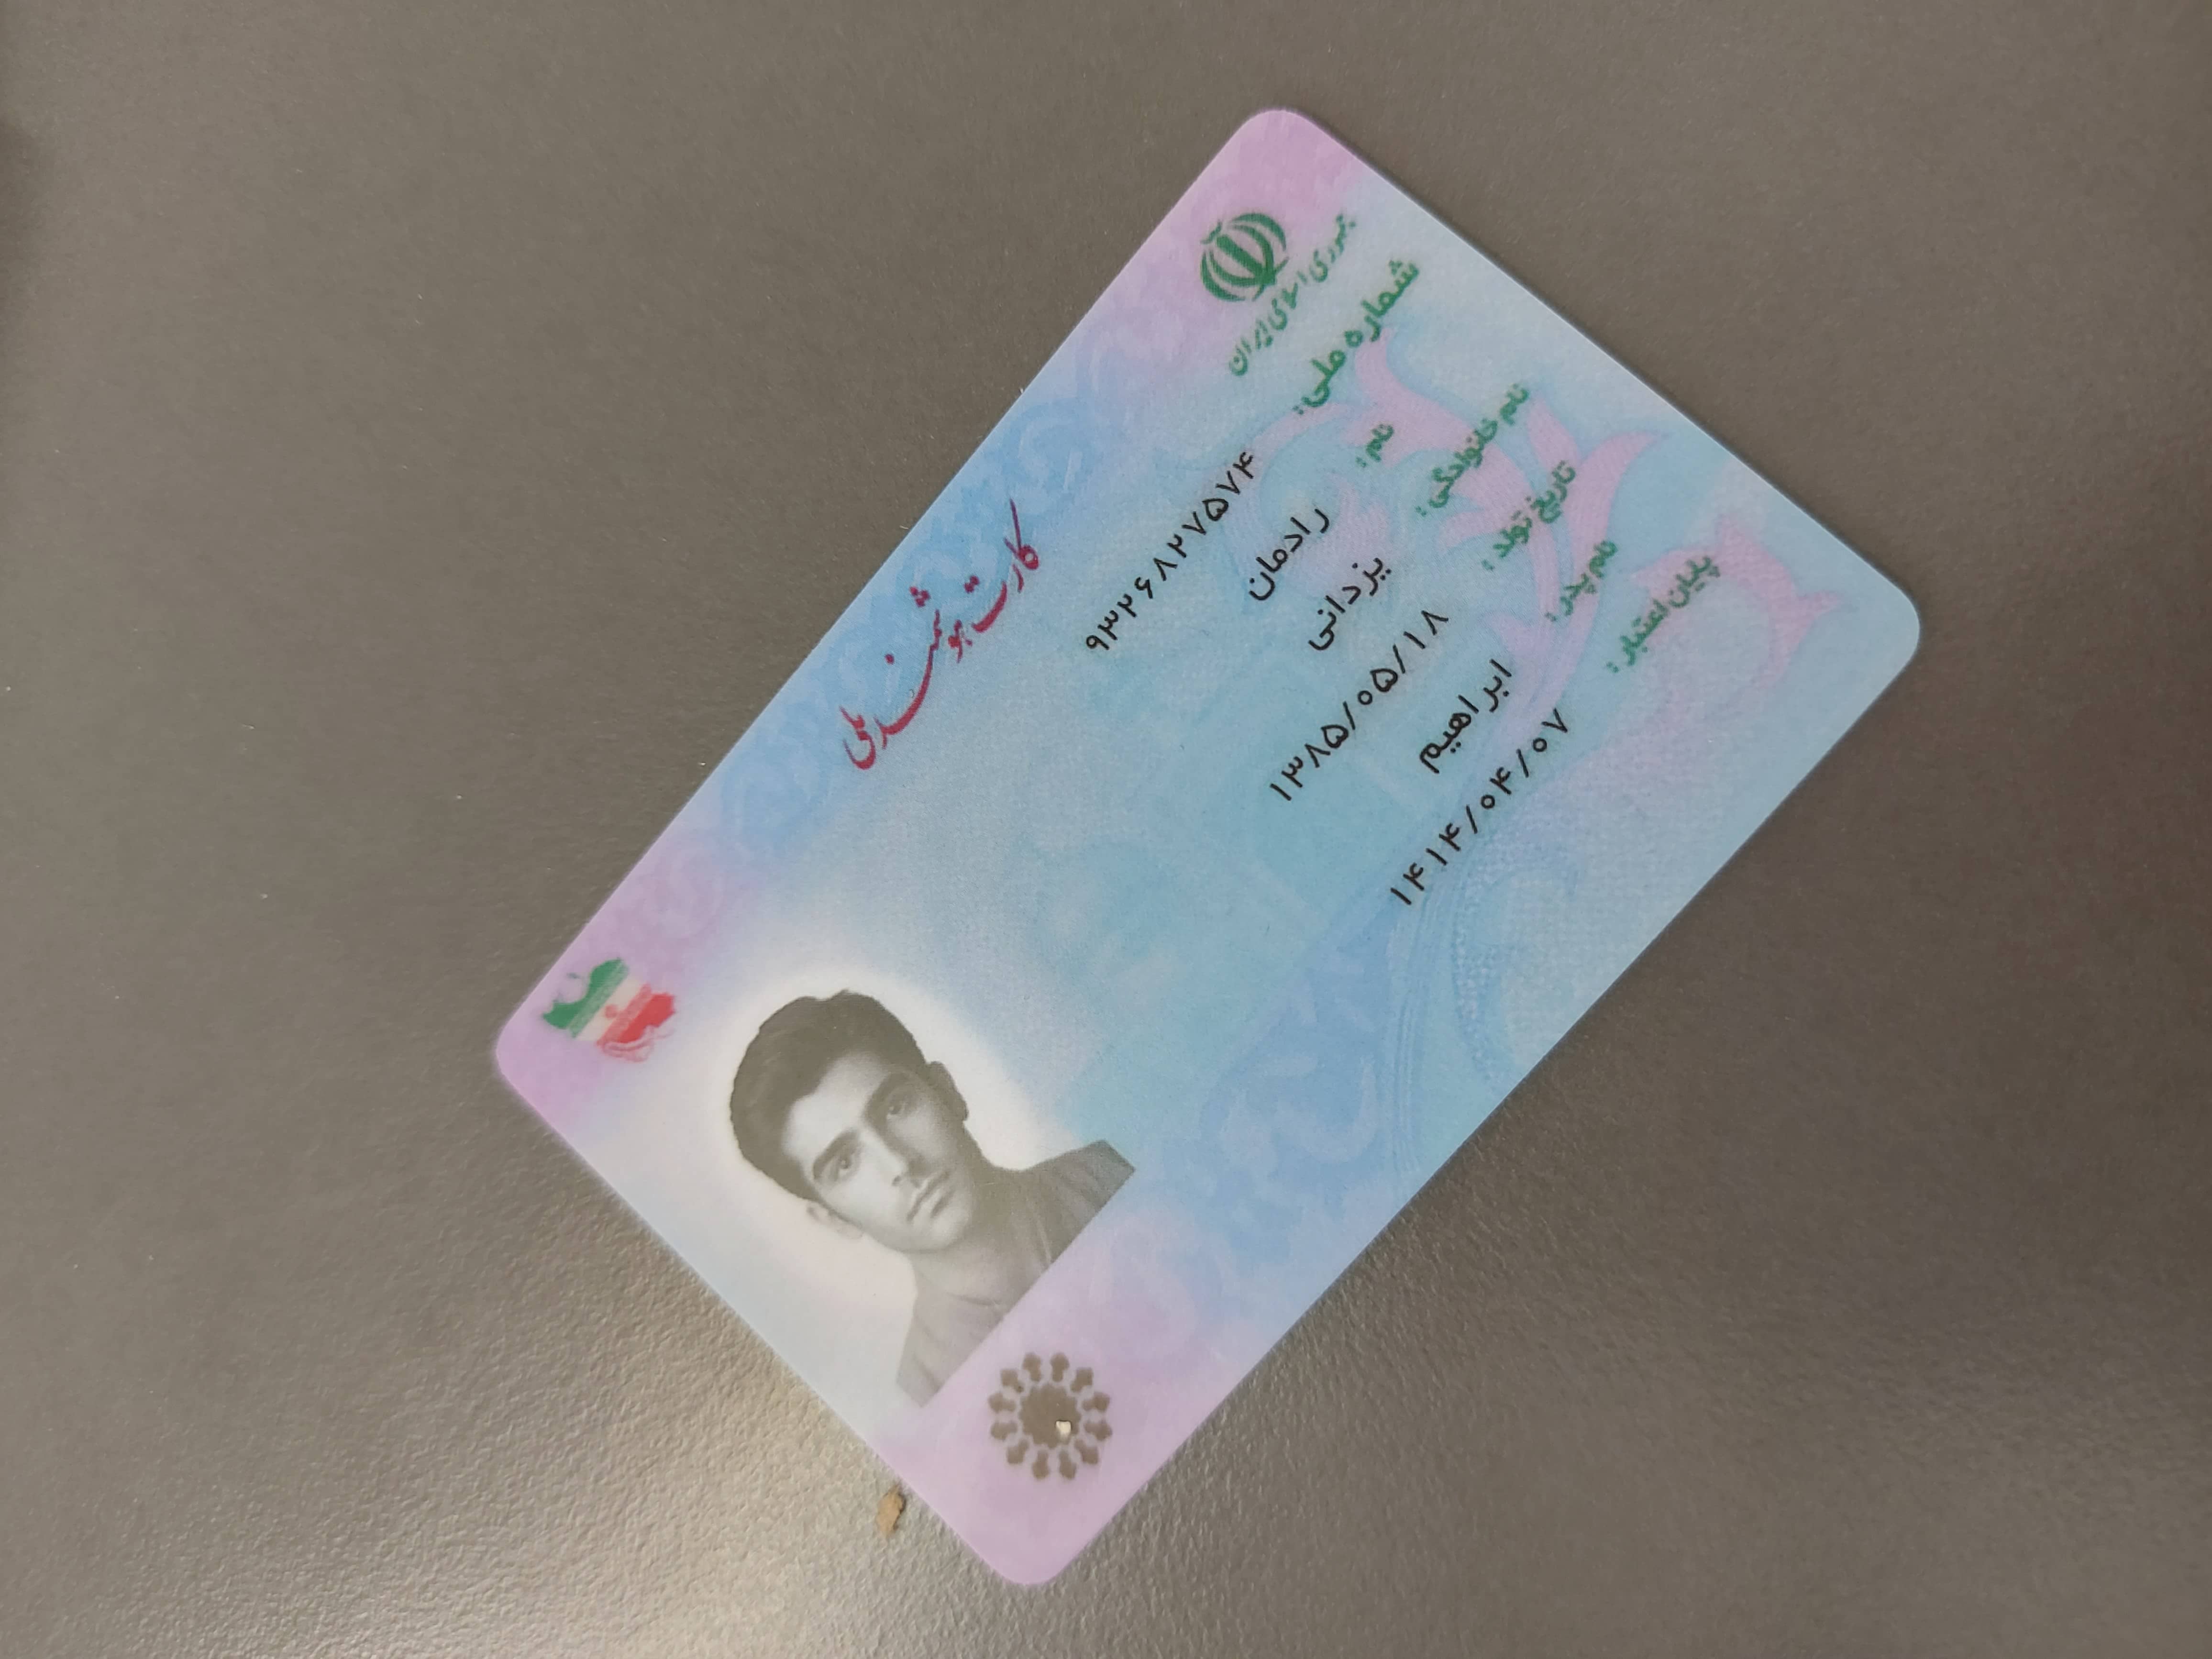 جمهوری اسلامی ایران
کارت هوشمند ملی
شماره ملی: ۹۳۲۶۸۲۷۵۷۴
نام: رادمان
نام خانوادگی: یزدانی
تاریخ تولد: ۱۳۸۵/۰۵/۱۸
نام پدر: ابراهیم
پایان اعتبار: ۱۴۱۴/۰۴/۰۷